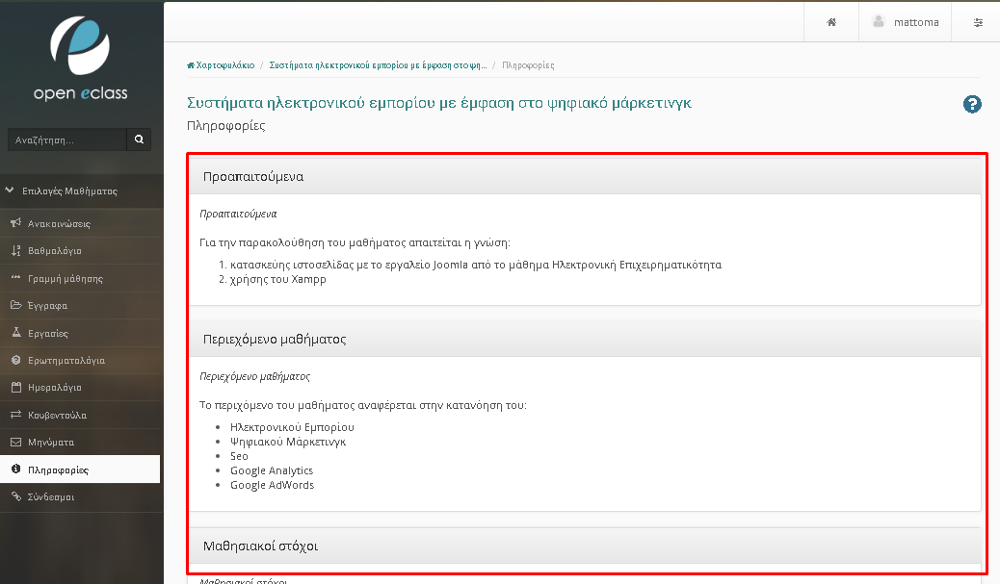 open eclass
Αναζήτηση...
Επιλογές Μαθήματος
Ανακοινώσεις
Βαθμολόγιο
Γραμμή μάθησης
Έγγραφα
Εργασίες
Ερωτηματολόγια
Ημερολόγιο
Κουβεντούλα
Μηνύματα
Πληροφορίες
Σύνδεσμοι
mattoma
Χαρτοφυλάκιο / Συστήματα ηλεκτρονικού εμπορίου με έμφαση στο ψη... / Πληροφορίες
Συστήματα ηλεκτρονικού εμπορίου με έμφαση στο ψηφιακό μάρκετινγκ
Πληροφορίες
Προαπαιτούμενα
Προαπαιτούμενα
Για την παρακολούθηση του μαθήματος απαιτείται η γνώση:
1. κατασκεύης ιστοσελίδας με το εργαλείο Joomla από το μάθημα Ηλεκτρονική Επιχειρηματικότητα
2. χρήσης του Xampp
Περιεχόμενο μαθήματος
Περιεχόμενο μαθήματος
Το περιχόμενο του μαθήματος αναφέρεται στην κατανόηση του:
• Ηλεκτρονικού Εμπορίου
• Ψηφιακού Μάρκετινγκ
• Seo
• Google Analytics
• Google AdWords
Μαθησιακοί στόχοι
Μαθησιακοί στόχοι